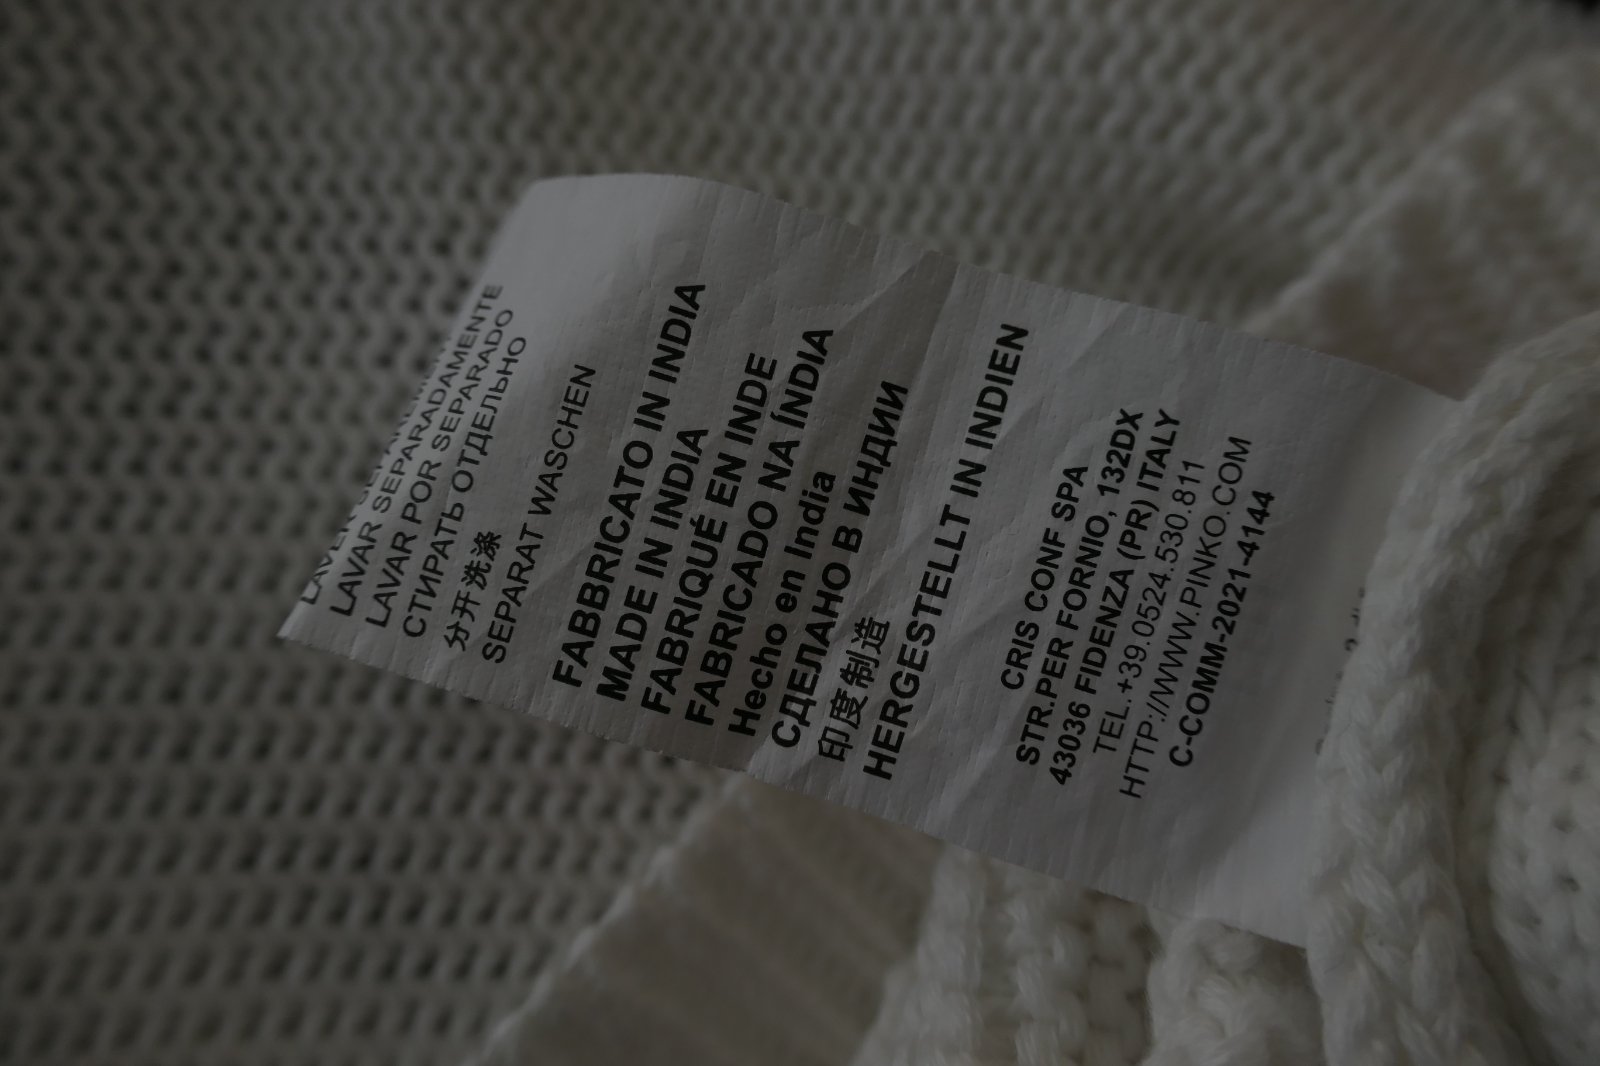 LAVAR SEPARADAMENTE
LAVAR POR SEPARADO
СТИРАТЬ ОТДЕЛЬНО
分开洗涤
SEPARAT WASCHEN
FABBRICATO IN INDIA
MADE IN INDIA
FABRIQUÉ EN INDE
FABRICADO NA ÍNDIA
Hecho en India
СДЕЛАНО В ИНДИИ
印度制造
HERGESTELLT IN INDIEN
CRIS CONF SPA
STR.PER FORNIO, 132DX
43036 FIDENZA (PR) ITALY
TEL.+39.0524.530.811
HTTP://WWW.PINKO.COM
C-COMM-2021-4144